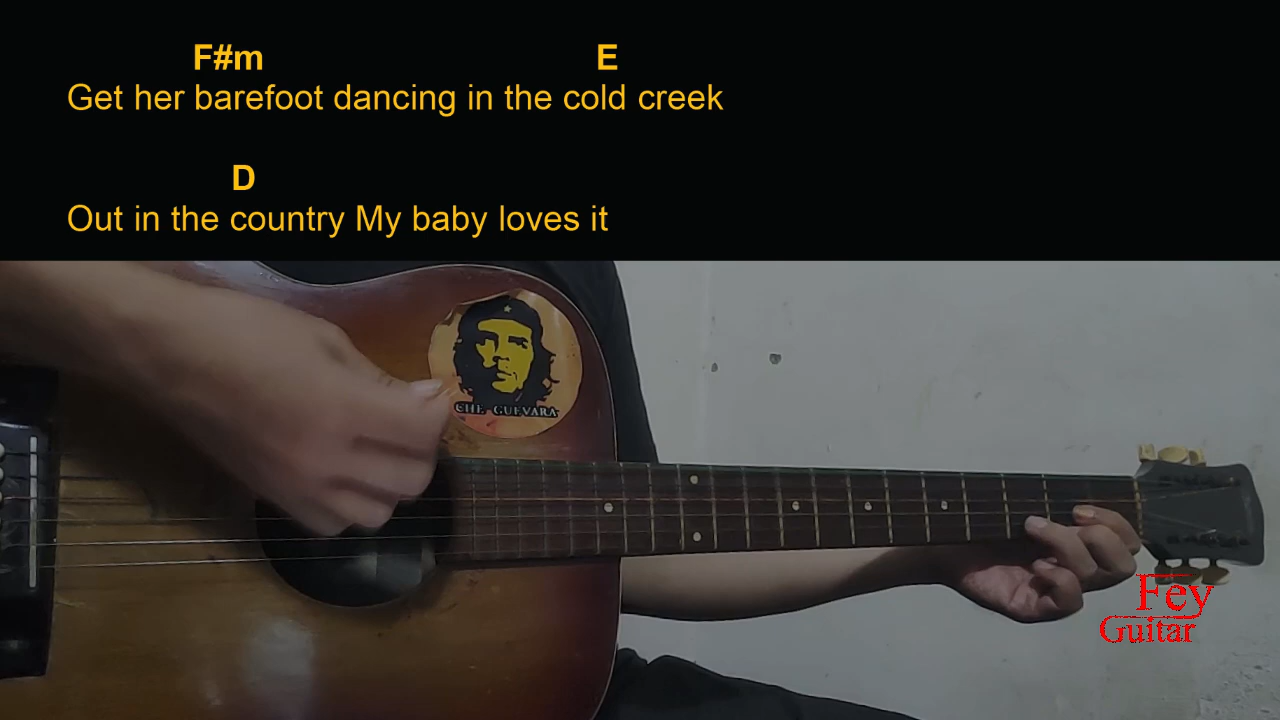 F#m E
Get her barefoot dancing in the cold creek
D
Out in the country My baby loves it
CHE GUEVARA
Fey
Guitar